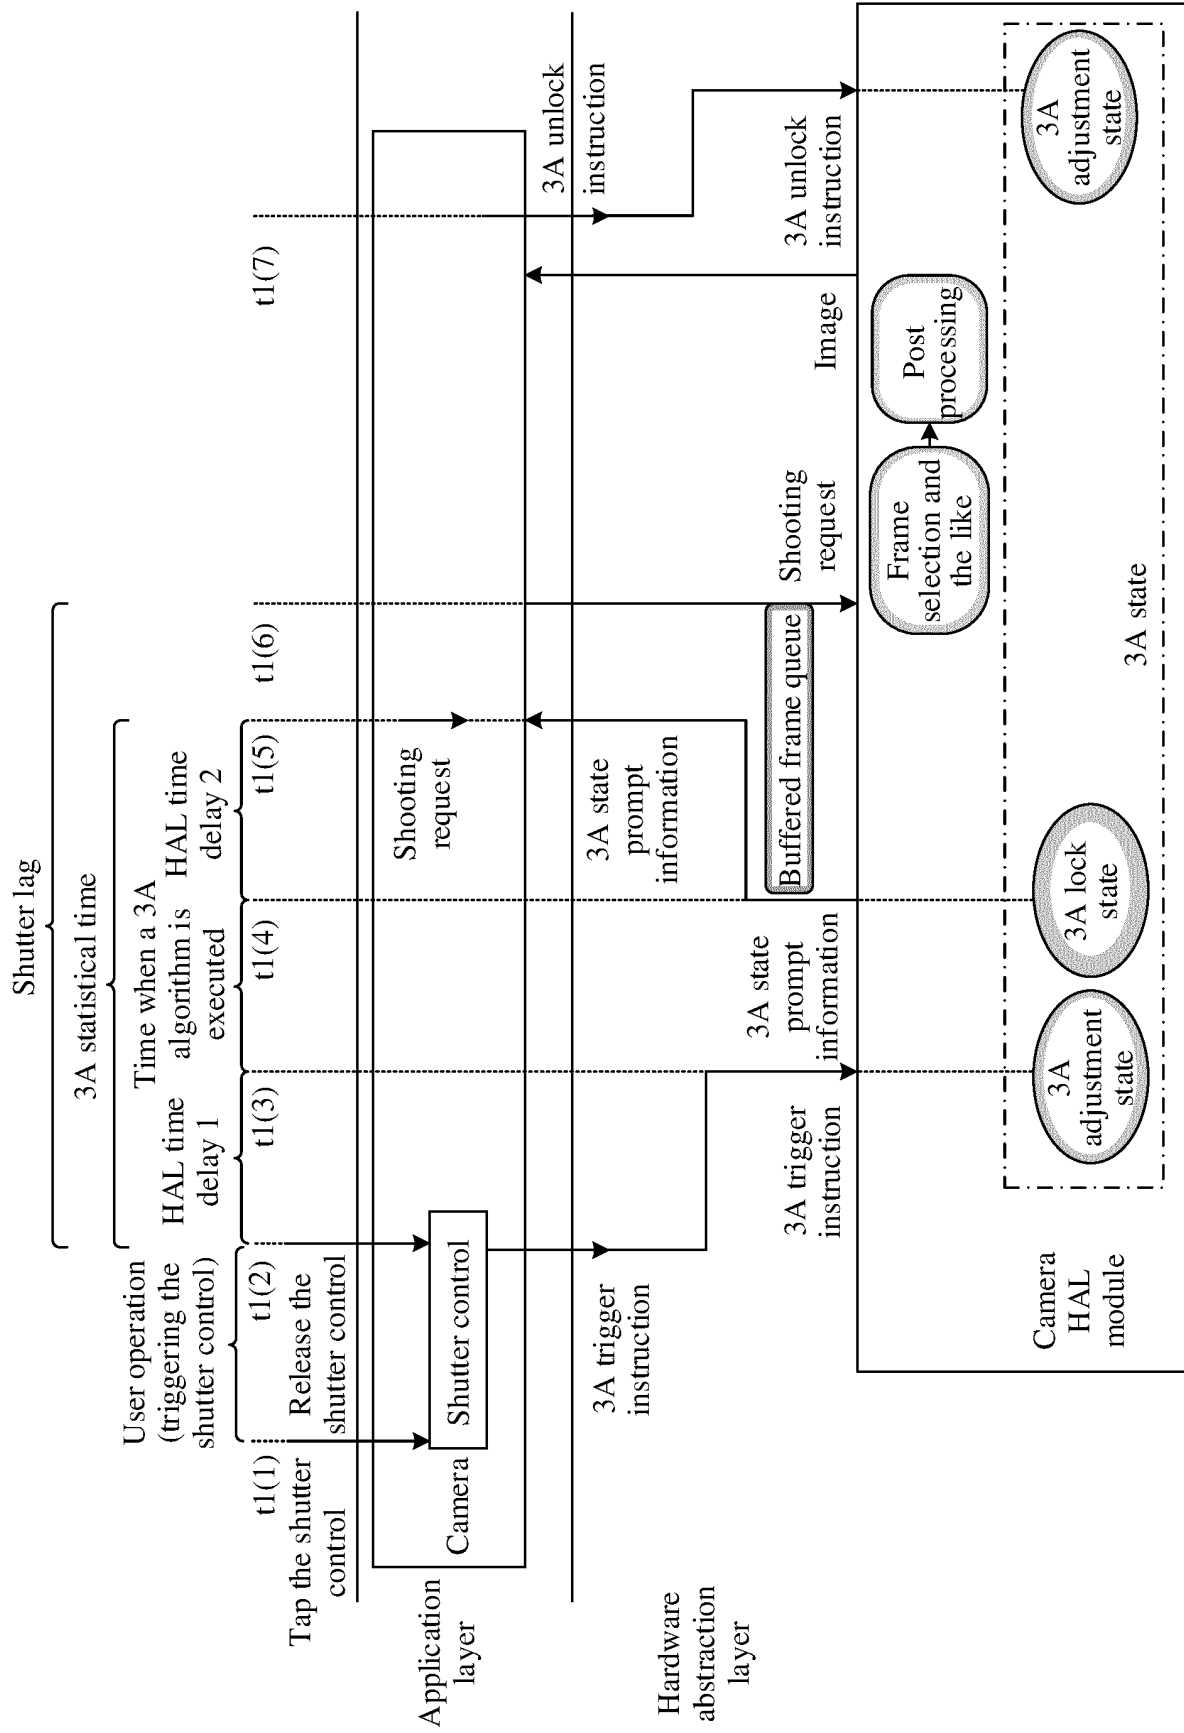 Shutter lag
3A statistical time
User operation
(triggering the
shutter control)
HAL time
delay 1
Time when a 3A
algorithm is
executed
HAL time
delay 2
t1(1)
t1(2)
t1(3)
t1(4)
t1(5)
t1(6)
t1(7)
Tap the shutter
control
Release the
shutter control
Application
layer
Camera
Shutter control
Shooting
request
3A unlock
instruction
Hardware
abstraction
layer
3A trigger
instruction
3A state
prompt
information
3A trigger
instruction
3A state
prompt
information
Buffered frame queue
Shooting
request
Image
3A unlock
instruction
Frame
selection and
the like
Post
processing
Camera
HAL
module
3A
adjustment
state
3A lock
state
3A
adjustment
state
3A state